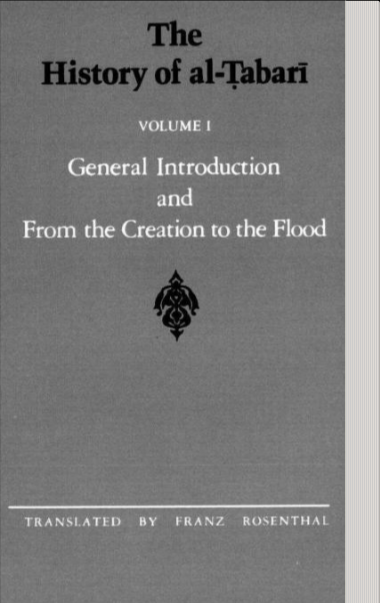 The
History of al-Ṭabarī
VOLUME I
General Introduction
and
From the Creation to the Flood
TRANSLATED BY FRANZ ROSENTHAL